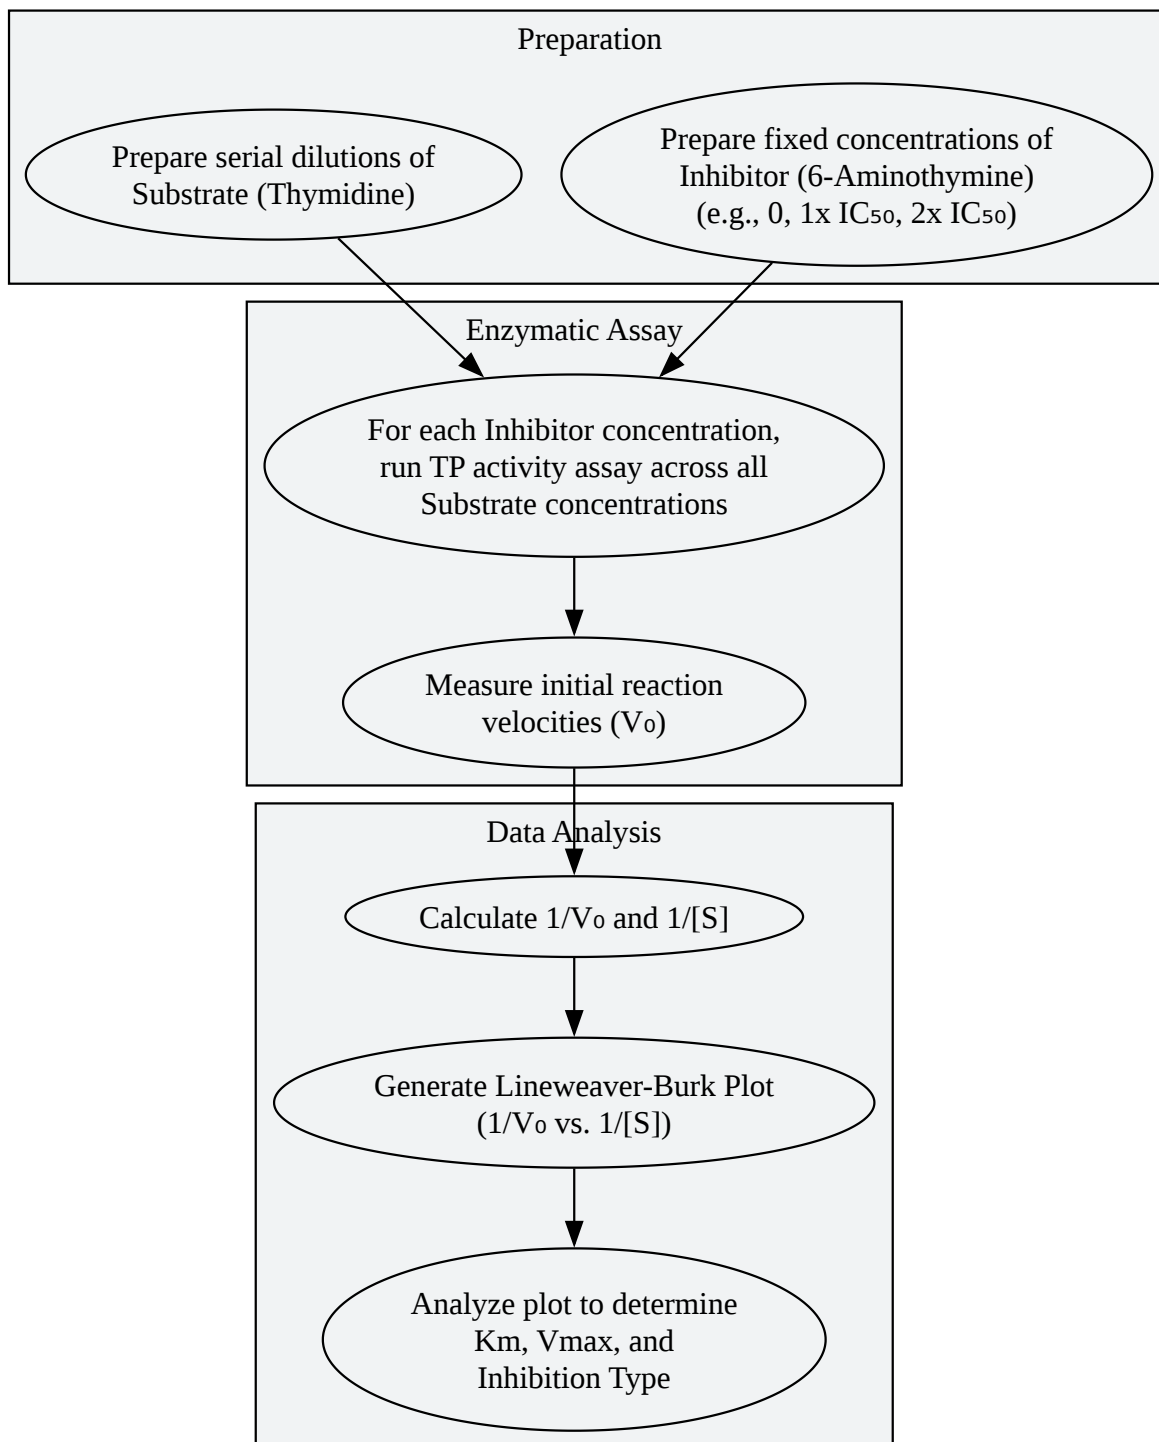 Preparation
Prepare serial dilutions of
Substrate (Thymidine)
Prepare fixed concentrations of
Inhibitor (6-Aminothymine)
(e.g., 0, 1x IC₅₀, 2x IC₅₀)
Enzymatic Assay
For each Inhibitor concentration,
run TP activity assay across all
Substrate concentrations
Measure initial reaction
velocities (V₀)
Data Analysis
Calculate 1/V₀ and 1/[S]
Generate Lineweaver-Burk Plot
(1/V₀ vs. 1/[S])
Analyze plot to determine
Km, Vmax, and
Inhibition Type